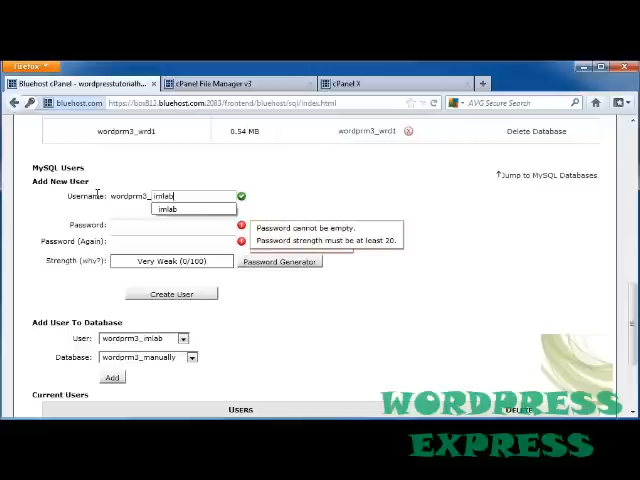 Firefox
Bluehost cPanel - wordpresstutorialh... × cPanel File Manager v3 × cPanel X × +
bluehost.com https://box812.bluehost.com:2083/frontend/bluehost/sql/index.html AVG Secure Search
wordprm3_wrd1 0.54 MB wordprm3_wrd1 Delete Database
MySQL Users
Jump to MySQL Databases
Add New User
Username: wordprm3_ imlab
imlab
Password:
Password cannot be empty.
Password strength must be at least 20.
Password (Again):
Strength (why?): Very Weak (0/100) Password Generator
Create User
Add User To Database
User: wordprm3_imlab
Database: wordprm3_manually
Add
Current Users
USERS DELETE
WORDPRESS
EXPRESS